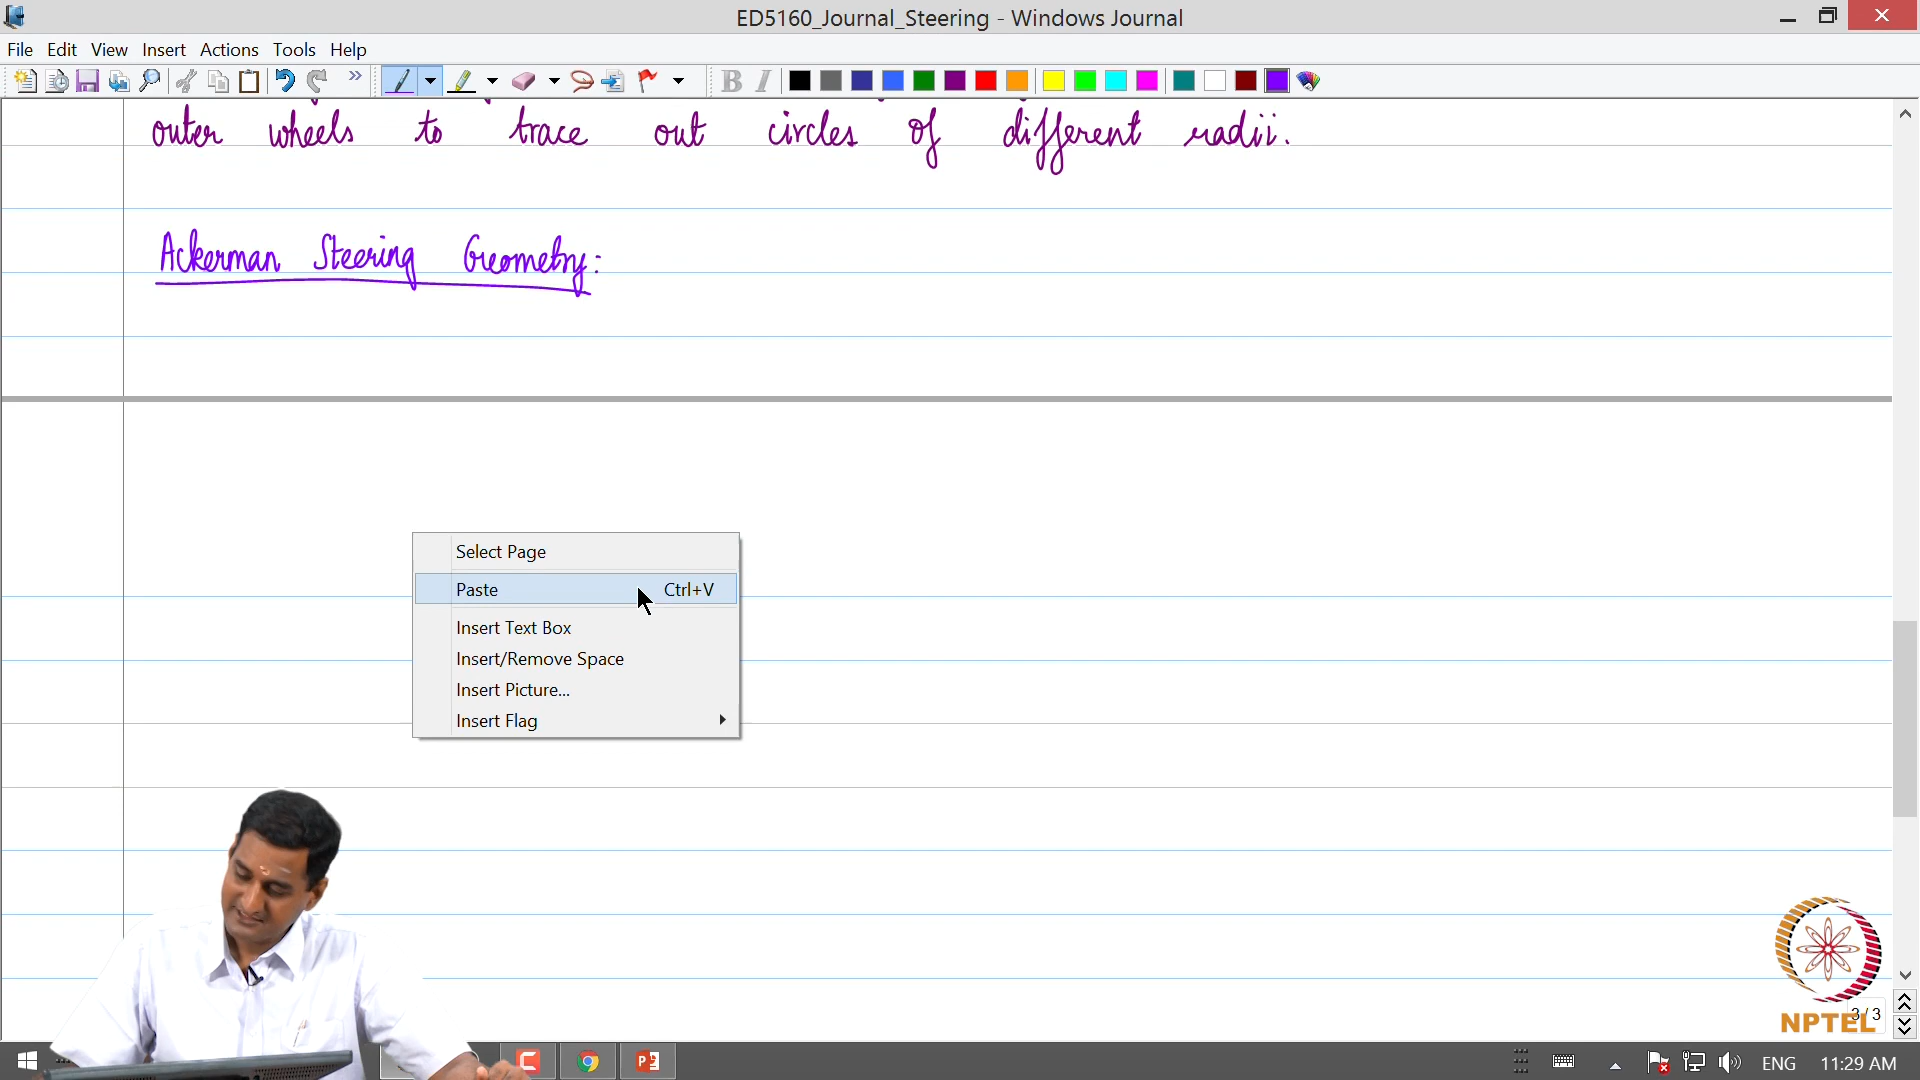 ED5160_Journal_Steering - Windows Journal
File Edit View Insert Actions Tools Help
B I
outer wheels to trace out circles of different radii.
Ackerman Steering Geometry:
Select Page
Paste Ctrl+V
Insert Text Box
Insert/Remove Space
Insert Picture...
Insert Flag
3/3
NPTEL
ENG 11:29 AM